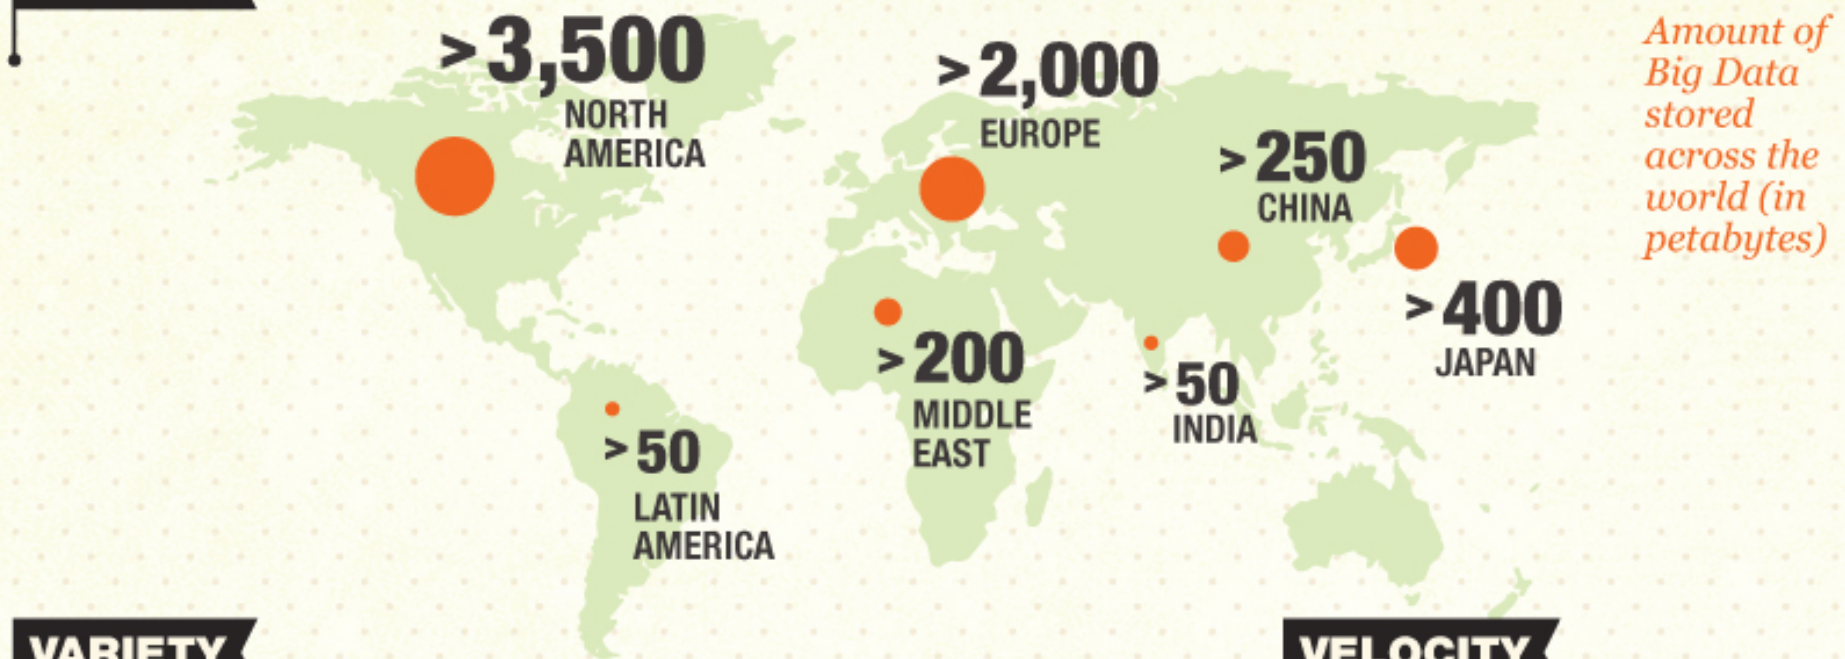 >3,500
NORTH
AMERICA
>2,000
EUROPE
>250
CHINA
>400
JAPAN
>200
MIDDLE
EAST
>50
INDIA
>50
LATIN
AMERICA
Amount of
Big Data
stored
across the
world (in
petabytes)
VARIETY
VELOCITY